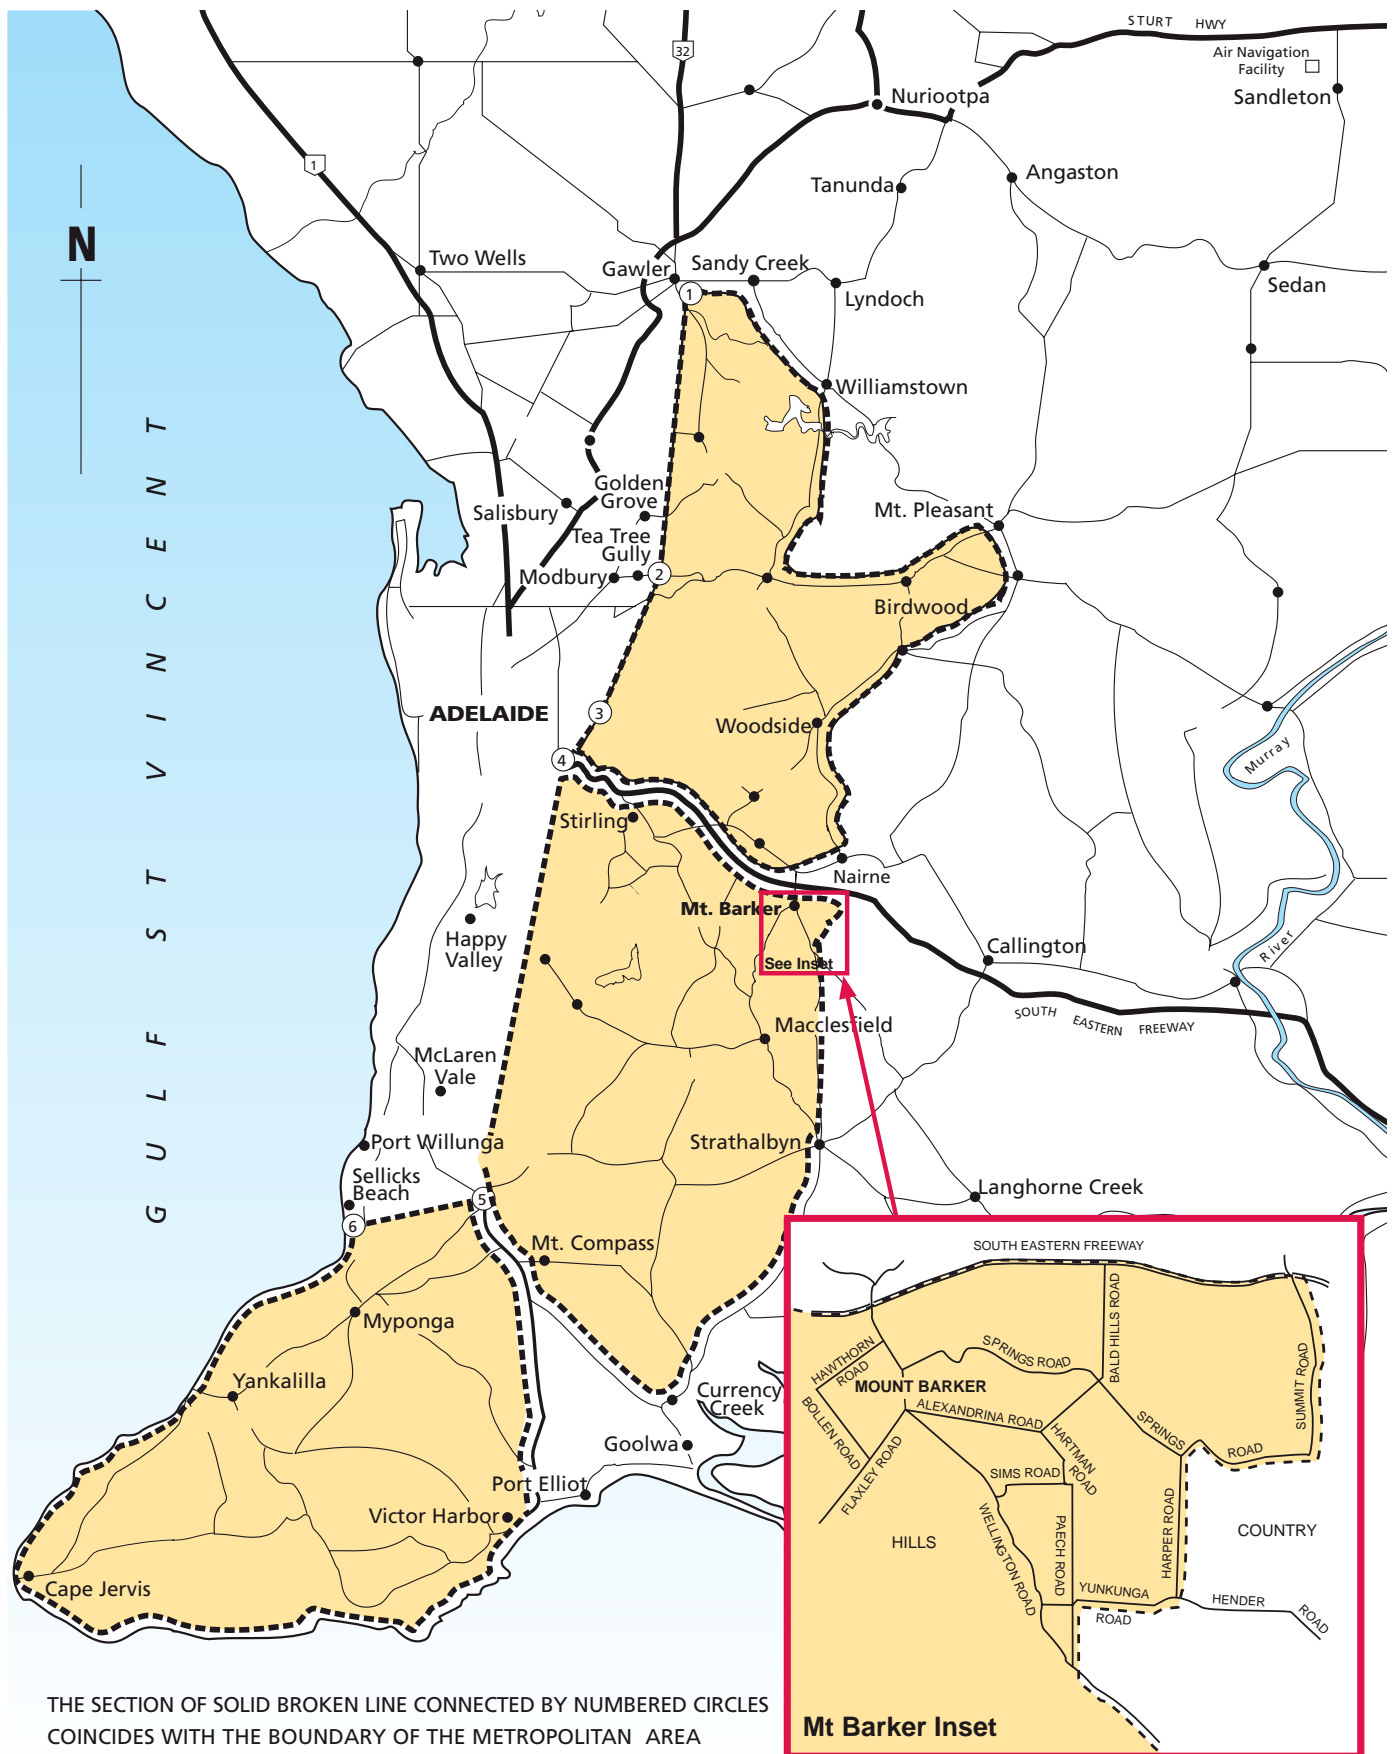 STURT HWY
Air Navigation
Facility
Sandleton
32
Nuriootpa
1
Tanunda
Angaston
N
Two Wells
Gawler
Sandy Creek
Lyndoch
Sedan
1
Williamstown
Golden
Grove
Salisbury
Mt. Pleasant
Tea Tree
Gully
Modbury
2
Birdwood
ADELAIDE
3
Woodside
4
Murray
River
Stirling
Nairne
Mt. Barker
See Inset
Happy
Valley
Callington
SOUTH EASTERN FREEWAY
Macclesfield
McLaren
Vale
Port Willunga
Strathalbyn
Sellicks
Beach
5
6
Langhorne Creek
GULF ST VINCENT
Mt. Compass
Myponga
Yankalilla
Currency
Creek
Goolwa
Port Elliot
Victor Harbor
Cape Jervis
SOUTH EASTERN FREEWAY
BALD HILLS ROAD
HAWTHORN
ROAD
SPRINGS ROAD
SUMMIT ROAD
MOUNT BARKER
BOLLEN ROAD
ALEXANDRINA ROAD
FLAXLEY ROAD
HARTMAN
ROAD
SPRINGS
ROAD
SIMS ROAD
WELLINGTON ROAD
PAECH ROAD
HARPER ROAD
COUNTRY
HILLS
YUNKUNGA
ROAD
HENDER
ROAD
Mt Barker Inset
THE SECTION OF SOLID BROKEN LINE CONNECTED BY NUMBERED CIRCLES
COINCIDES WITH THE BOUNDARY OF THE METROPOLITAN AREA